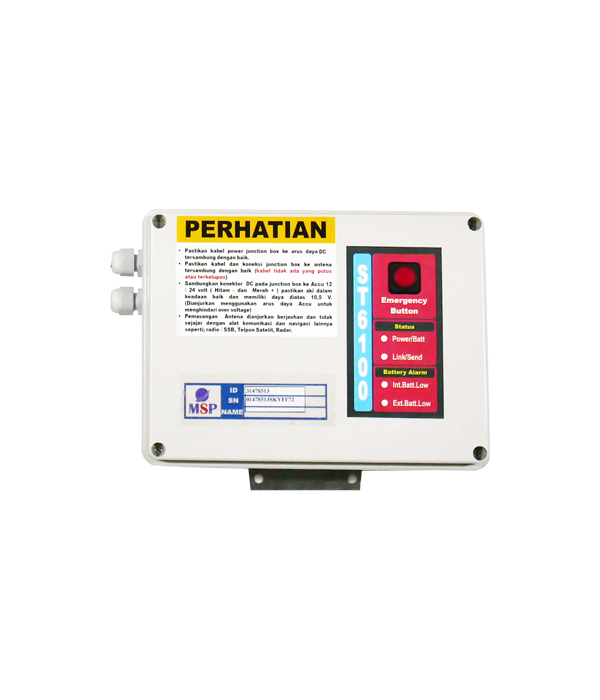 PERHATIAN
• Pastikan kabel power junction box ke arus daya DC
tersambung dengan baik.
• Pastikan kabel dan koneksi junction box ke antena
tersambung dengan baik (kabel tidak ada yang putus
atau terkelupas)
• Sambungkan konektor DC pada junction box ke Accu 12
/ 24 volt ( Hitam - dan Merah + ) pastikan aki dalam
keadaan baik dan memiliki daya diatas 10,5 V.
(Dianjurkan menggunakan arus daya Accu untuk
menghindari over voltage)
• Pemasangan Antena dianjurkan berjauhan dan tidak
sejajar dengan alat komunikasi dan navigasi lainnya
seperti; radio : SSB, Telpon Satelit, Radar.
ST6100
Emergency
Button
Status
Power/Batt
Link/Send
Battery Alarm
Int.Batt.Low
Ext.Batt.Low
MSP
ID 31478513
SN 01478513SKYFF72
NAME